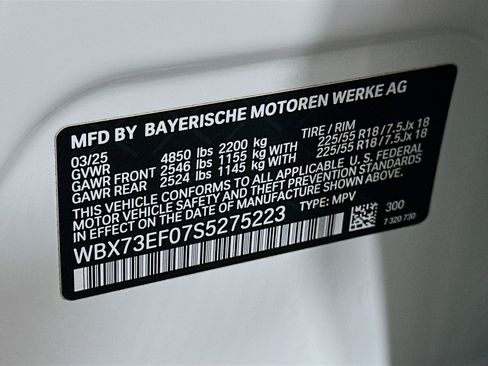 MFD BY BAYERISCHE MOTOREN WERKE AG
03/25 TIRE / RIM
GVWR 4850 lbs 2200 kg
GAWR FRONT 2546 lbs 1155 kg 225/55 R18 / 7.5Jx 18
GAWR REAR 2524 lbs 1145 kg 225/55 R18 / 7.5Jx 18
THIS VEHICLE CONFORMS TO ALL APPLICABLE U. S. FEDERAL
MOTOR VEHICLE SAFETY AND THEFT PREVENTION STANDARDS
IN EFFECT ON THE DATE OF MANUFACTURE SHOWN ABOVE.
WBX73EF07S5275223 TYPE: MPV
300
7 320 730